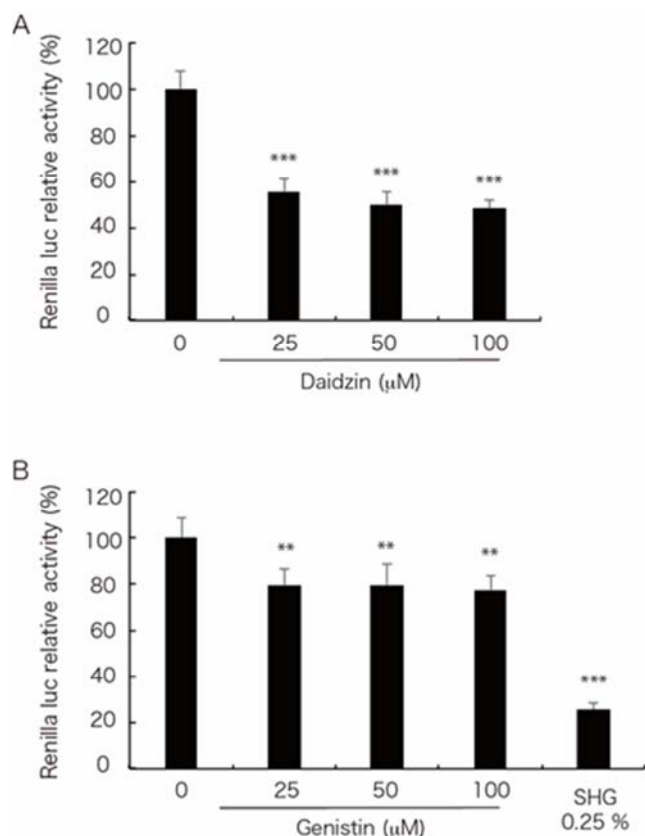 A
Renilla luc relative activity (%)
120
100
80
60
40
20
0
***
***
***
0 25 50 100
Daidzin (μM)
B
Renilla luc relative activity (%)
120
100
80
60
40
20
0
**
**
**
***
0 25 50 100 SHG
0.25 %
Genistin (μM)